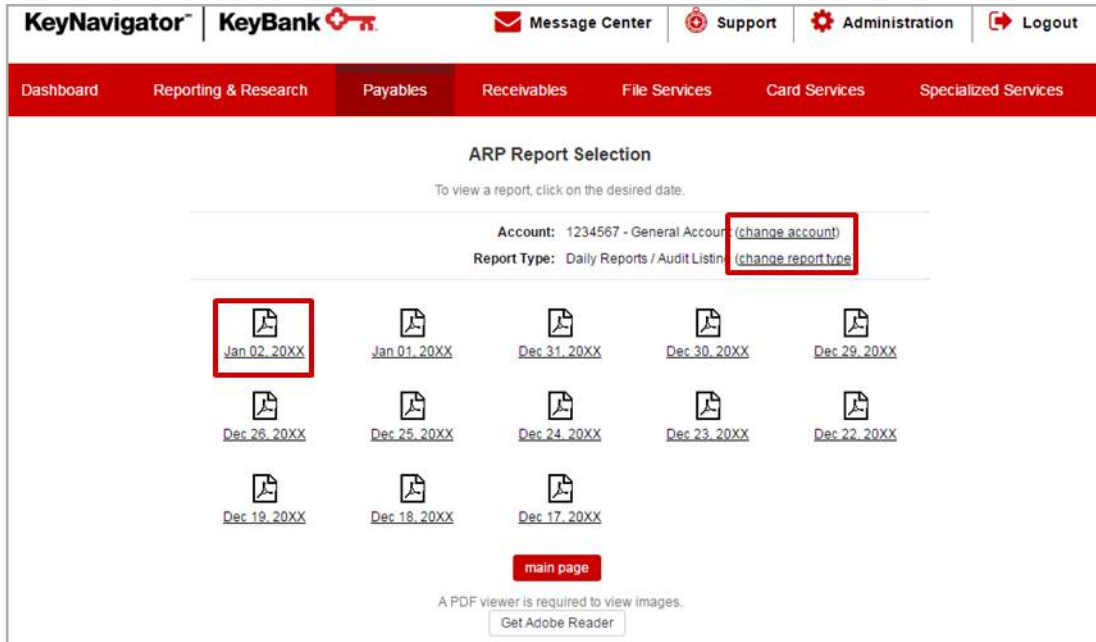 KeyNavigator℠ KeyBank Message Center Support Administration Logout
Dashboard Reporting & Research Payables Receivables File Services Card Services Specialized Services
ARP Report Selection
To view a report, click on the desired date.
Account: 1234567 - General Account (change account)
Report Type: Daily Reports / Audit Listing (change report type
Jan 02, 20XX Jan 01, 20XX Dec 31, 20XX Dec 30, 20XX Dec 29, 20XX
Dec 26, 20XX Dec 25, 20XX Dec 24, 20XX Dec 23, 20XX Dec 22, 20XX
Dec 19, 20XX Dec 18, 20XX Dec 17, 20XX
main page
A PDF viewer is required to view images.
Get Adobe Reader